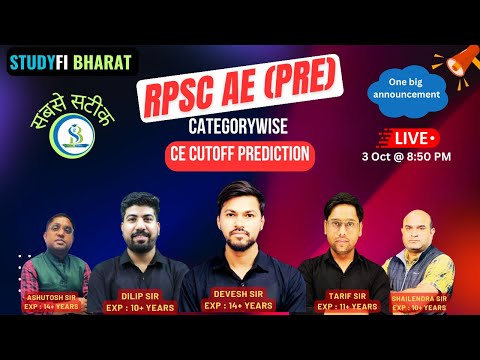 STUDYFI BHARAT
सबसे सटीक
RPSC AE (PRE)
CATEGORYWISE
CE CUTOFF PREDICTION
One big
announcement
LIVE
3 Oct @ 8:50 PM
ASHUTOSH SIR
EXP : 14+ YEARS
DILIP SIR
EXP : 10+ YEARS
DEVESH SIR
EXP : 14+ YEARS
TARIF SIR
EXP : 11+ YEARS
SHAILENDRA SIR
EXP : 10+ YEARS